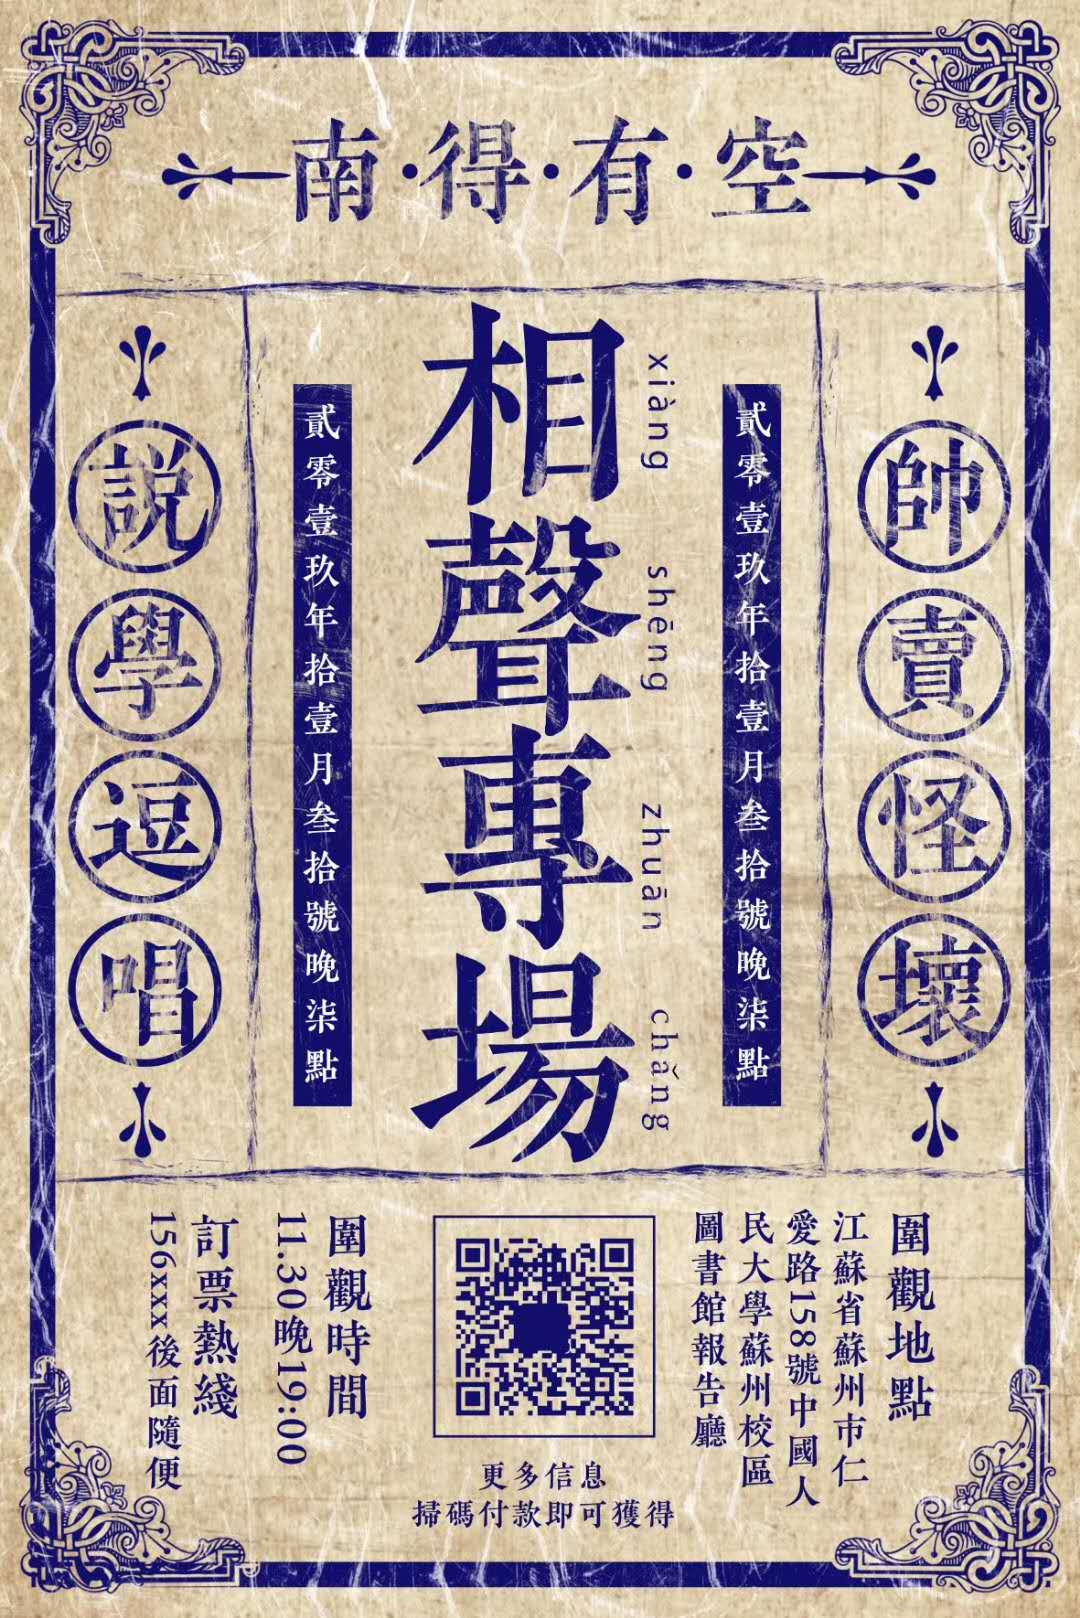 南·得·有·空
帥賣怪壞
貳零壹玖年拾壹月叁拾號晚柒點
相聲專場
xiàng shēng zhuān chǎng
貳零壹玖年拾壹月叁拾號晚柒點
説學逗唱
圍觀地點
江蘇省蘇州市仁
愛路158號中國人
民大學蘇州校區
圖書館報告廳
更多信息
掃碼付款即可獲得
圍觀時間
11.30晚19:00
訂票熱綫
156xxx後面隨便